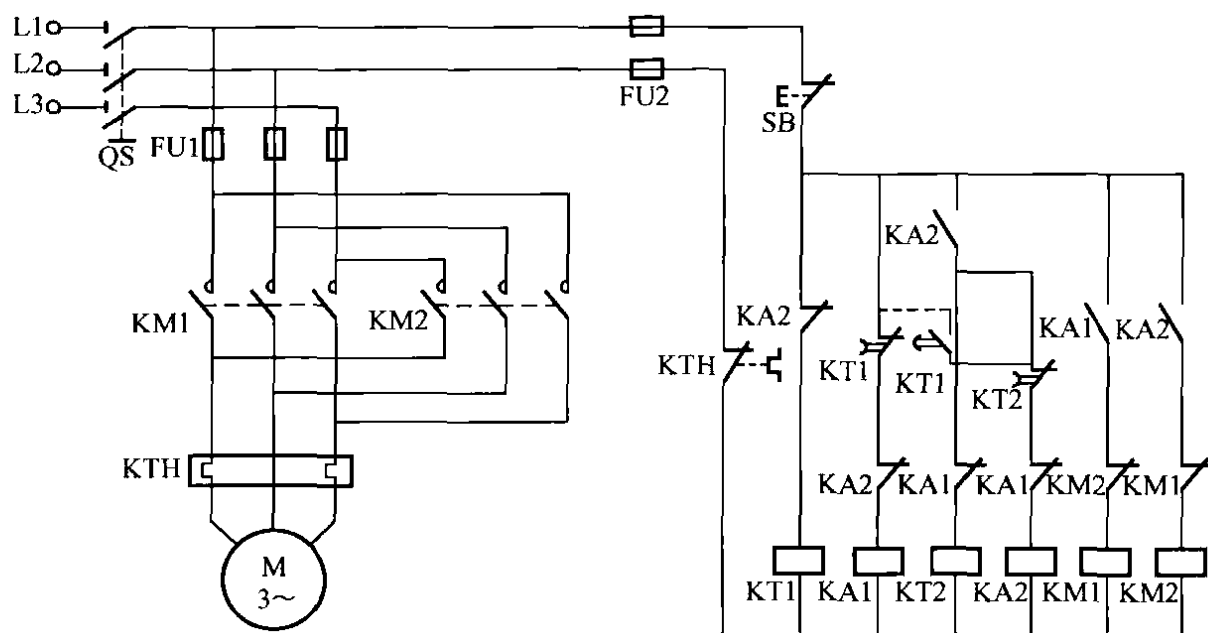 L1
L2
L3
QS
FU1
FU2
SB
KA2
KM1
KM2
KA2
KA1
KA2
KTH
KT1
KT1
KT2
KTH
KA2
KA1
KA1
KM2
KM1
M
3~
KT1
KA1
KT2
KA2
KM1
KM2